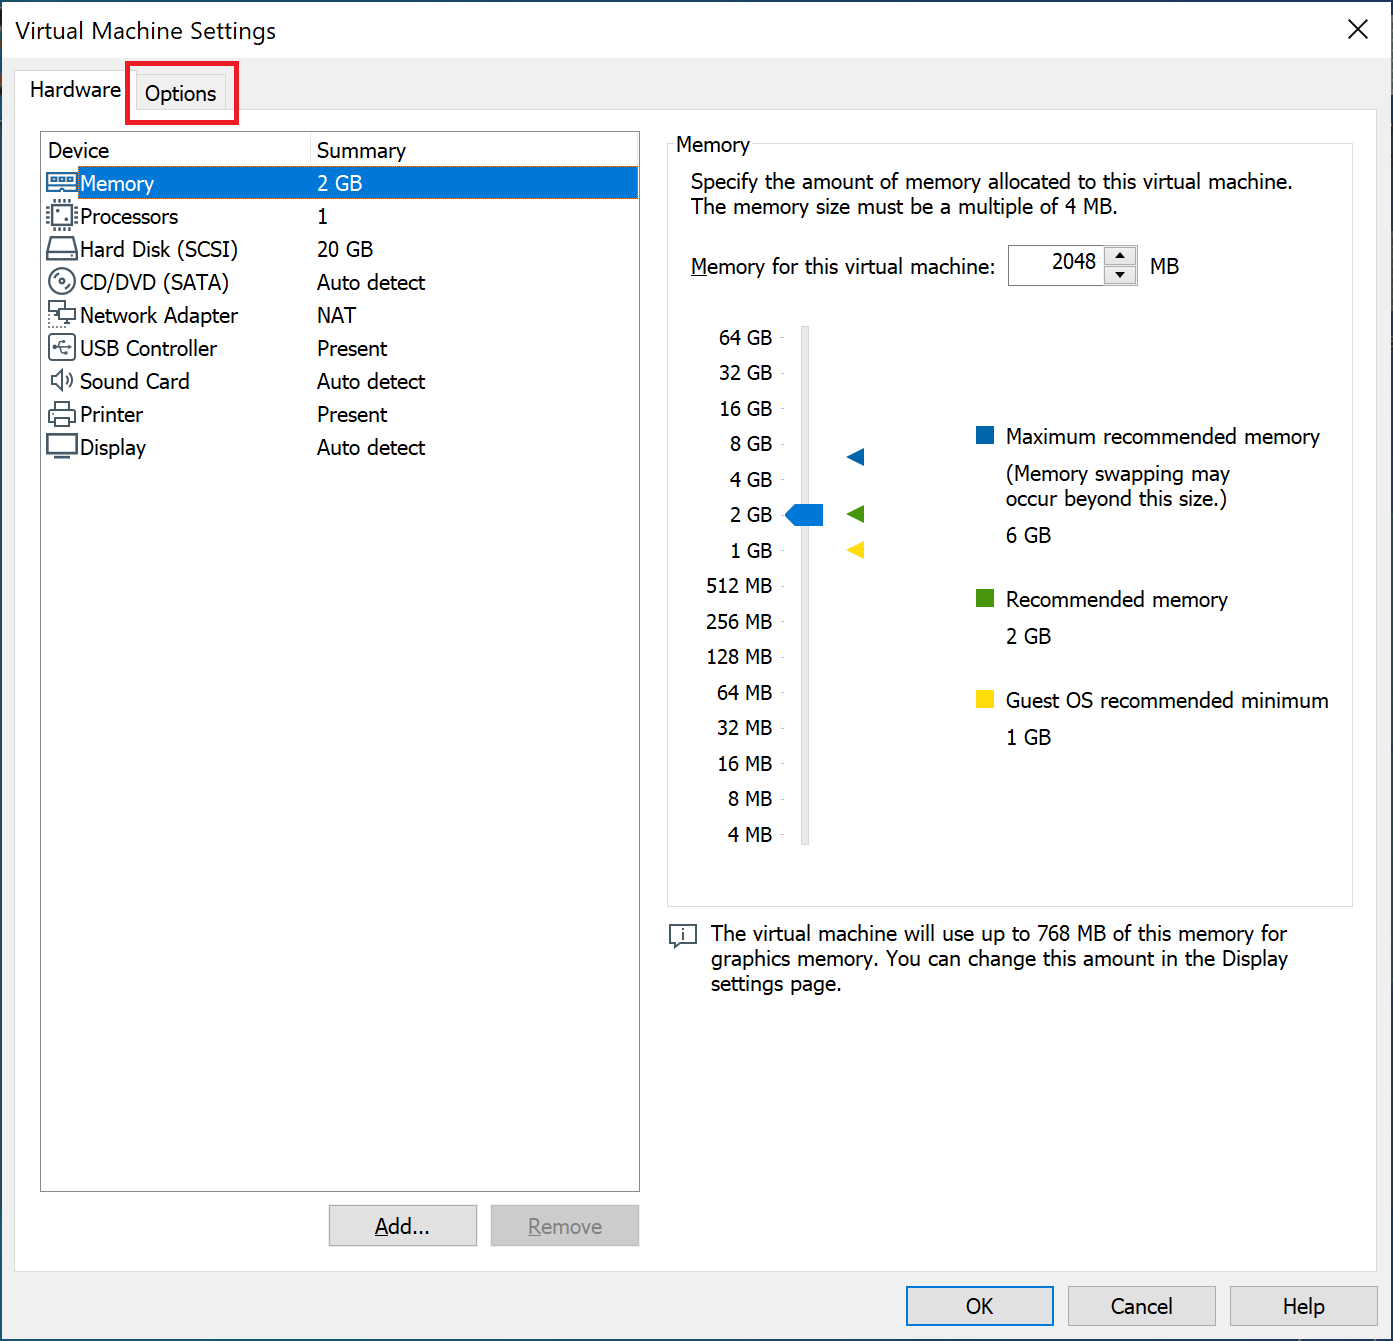 Virtual Machine Settings
Hardware Options
Device Summary
Memory 2 GB
Processors 1
Hard Disk (SCSI) 20 GB
CD/DVD (SATA) Auto detect
Network Adapter NAT
USB Controller Present
Sound Card Auto detect
Printer Present
Display Auto detect
Add...
Remove
Memory
Specify the amount of memory allocated to this virtual machine.
The memory size must be a multiple of 4 MB.
Memory for this virtual machine: 2048 MB
64 GB
32 GB
16 GB
8 GB
4 GB
2 GB
1 GB
512 MB
256 MB
128 MB
64 MB
32 MB
16 MB
8 MB
4 MB
Maximum recommended memory
(Memory swapping may
occur beyond this size.)
6 GB
Recommended memory
2 GB
Guest OS recommended minimum
1 GB
The virtual machine will use up to 768 MB of this memory for
graphics memory. You can change this amount in the Display
settings page.
OK
Cancel
Help